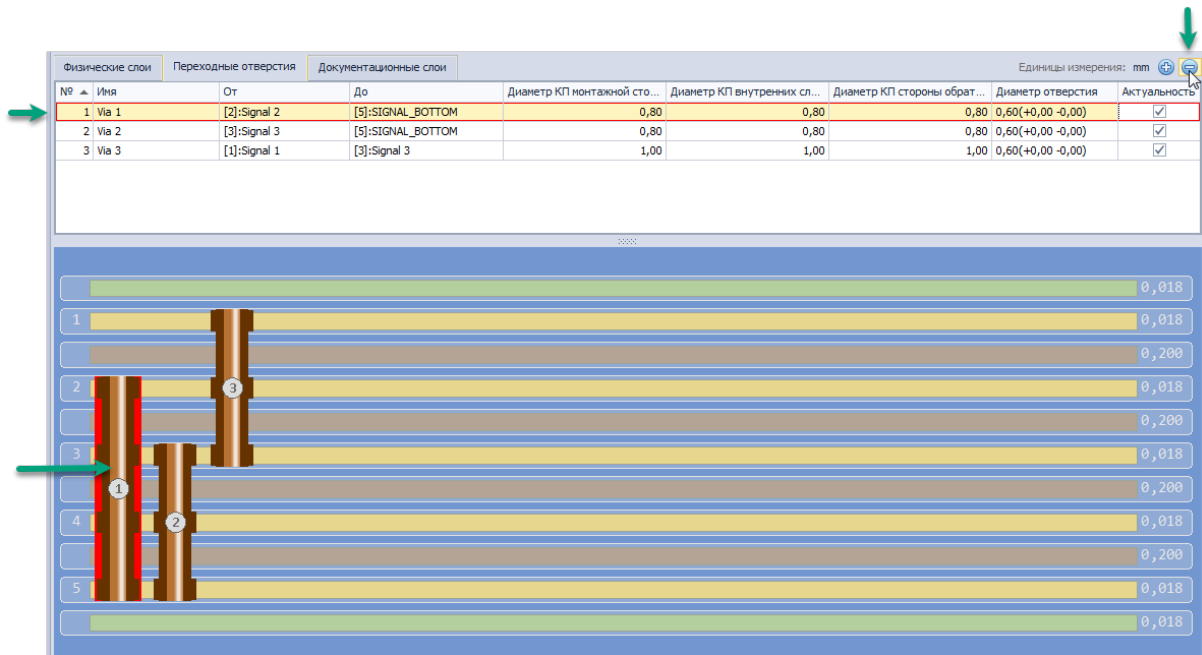 Физические слои Переходные отверстия Документационные слои Единицы измерения: mm
№ Имя От До Диаметр КП монтажной сто... Диаметр КП внутренних сл... Диаметр КП стороны обрат... Диаметр отверстия Актуальность
1 Via 1 [2]:Signal 2 [5]:SIGNAL_BOTTOM 0,80 0,80 0,80 0,60(+0,00 -0,00)
2 Via 2 [3]:Signal 3 [5]:SIGNAL_BOTTOM 0,80 0,80 0,80 0,60(+0,00 -0,00)
3 Via 3 [1]:Signal 1 [3]:Signal 3 1,00 1,00 1,00 0,60(+0,00 -0,00)
0,018
1 0,018
0,200
2 3 0,018
0,200
3 0,018
1 0,200
4 2 0,018
0,200
5 0,018
0,018